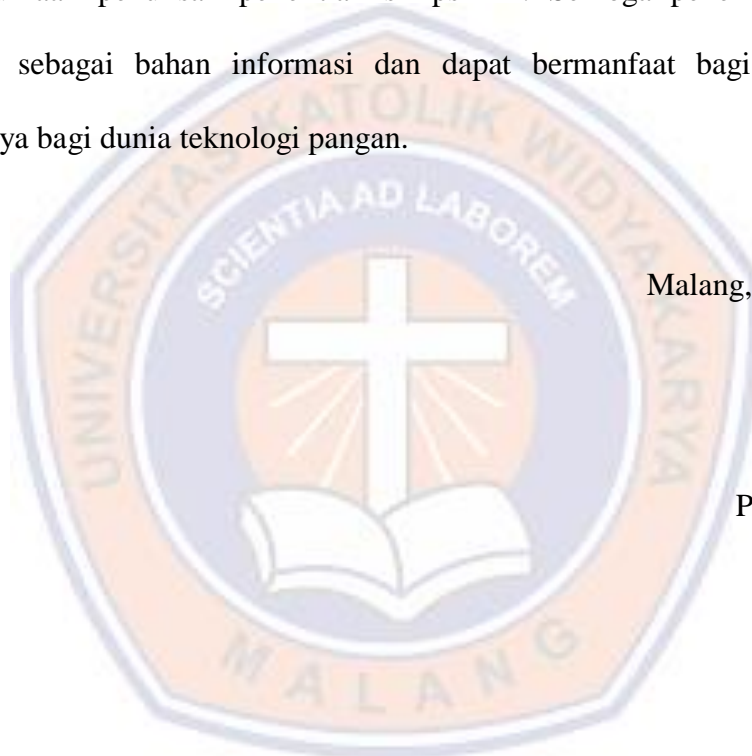 sebagai bahan informasi dan dapat bermanfaat bagi
ya bagi dunia teknologi pangan.
UNIVERSITAS KATOLIK WIDYA KARYA
SCIENTIA AD LABOREM
Malang,
P
MALANG